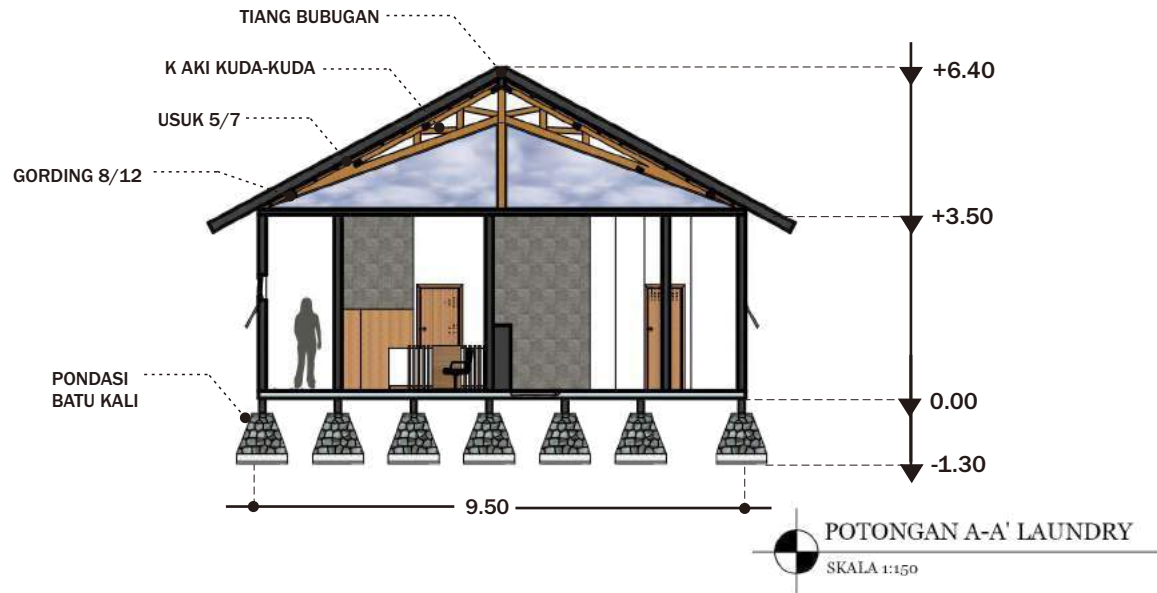 TIANG BUBUGAN
K AKI KUDA-KUDA
USUK 5/7
GORDING 8/12
+6.40
+3.50
PONDASI
BATU KALI
0.00
-1.30
9.50
POTONGAN A-A' LAUNDRY
SKALA 1:150